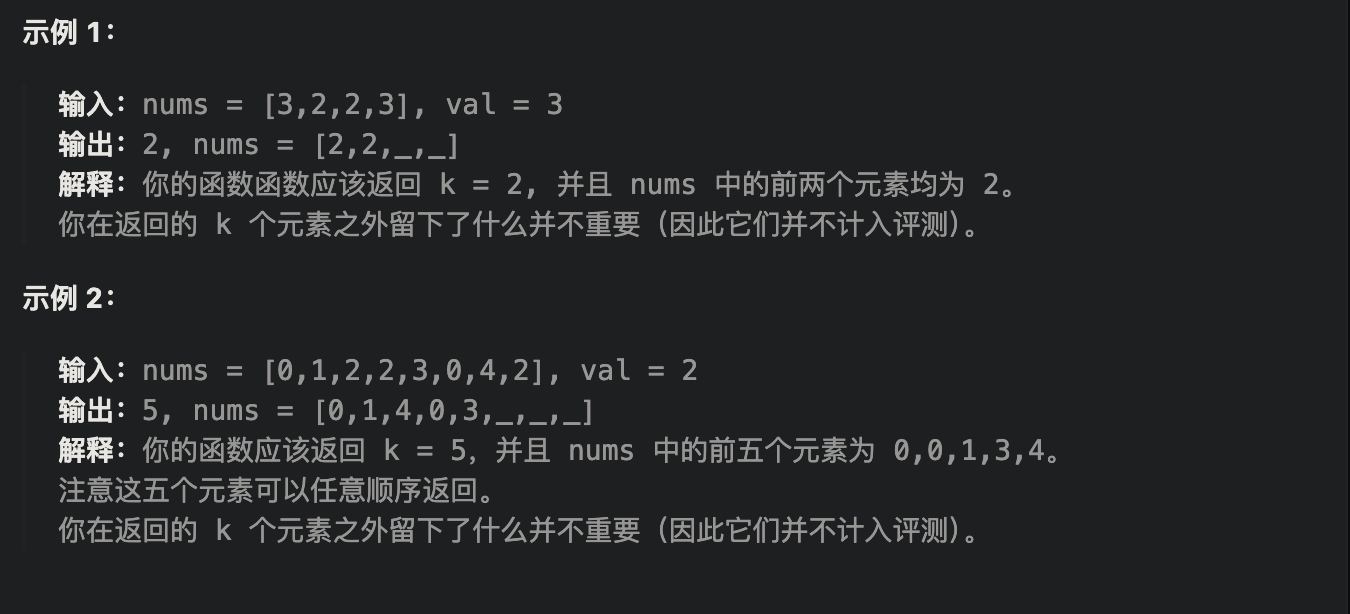 示例 1：
输入：nums = [3,2,2,3], val = 3
输出：2, nums = [2,2,_,_]
解释：你的函数函数应该返回 k = 2, 并且 nums 中的前两个元素均为 2。
你在返回的 k 个元素之外留下了什么并不重要（因此它们并不计入评测）。
示例 2：
输入：nums = [0,1,2,2,3,0,4,2], val = 2
输出：5, nums = [0,1,4,0,3,_,_,_]
解释：你的函数应该返回 k = 5，并且 nums 中的前五个元素为 0,0,1,3,4。
注意这五个元素可以任意顺序返回。
你在返回的 k 个元素之外留下了什么并不重要（因此它们并不计入评测）。